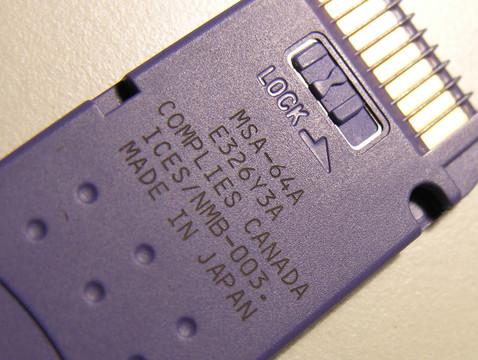 LOCK
MSA-64A
E326Y3A
COMPLIES CANADA
ICES/NMB-003.
MADE IN JAPAN